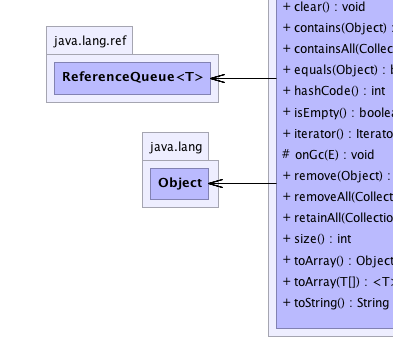 java.lang.ref
ReferenceQueue<T>
java.lang
Object
+ clear() : void
+ contains(Object) :
+ containsAll(Collec
+ equals(Object) : b
+ hashCode() : int
+ isEmpty() : boolea
+ iterator() : Iterato
# onGc(E) : void
+ remove(Object) :
+ removeAll(Collect
+ retainAll(Collectio
+ size() : int
+ toArray() : Object
+ toArray(T[]) : <T>
+ toString() : String